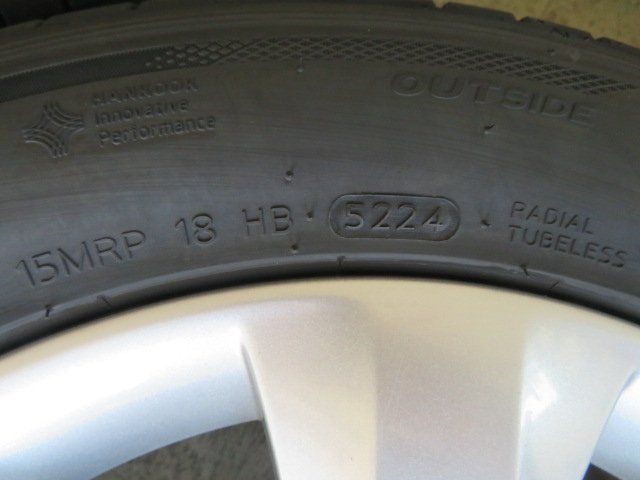 HANKOOK
Innovative
Performance
OUTSIDE
15MRP 18 HB 5224
RADIAL
TUBELESS